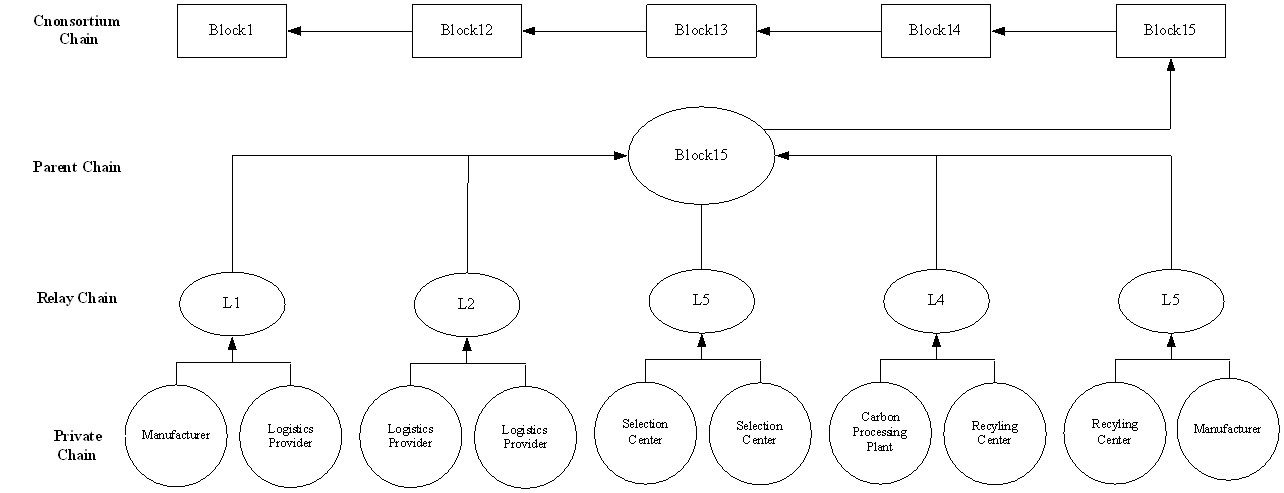 Cnonsortium
Chain
Block1
Block12
Block13
Block14
Block15
Parent Chain
Block15
Relay Chain
L1
L2
L5
L4
L5
Private
Chain
Manufacturer
Logistics
Provider
Logistics
Provider
Logistics
Provider
Selection
Center
Selection
Center
Carbon
Processing
Plant
Recyling
Center
Recyling
Center
Manufacturer